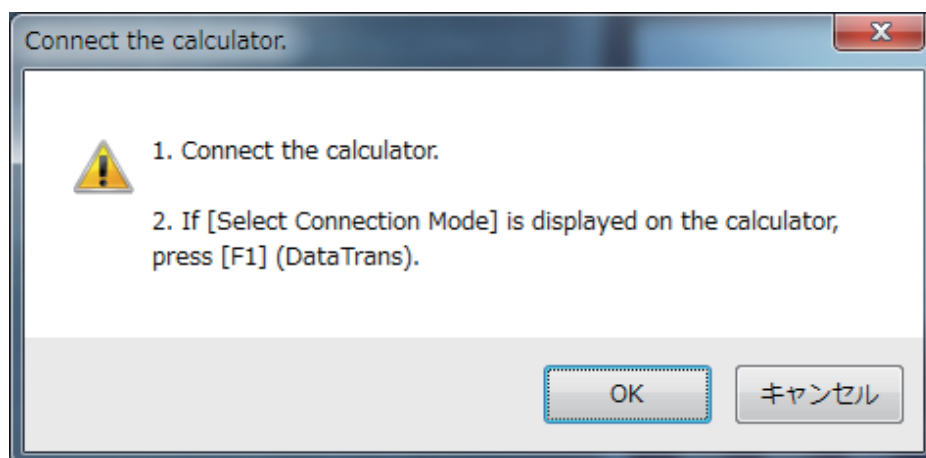 Connect the calculator.
1. Connect the calculator.
2. If [Select Connection Mode] is displayed on the calculator,
press [F1] (DataTrans).
OK
キャンセル